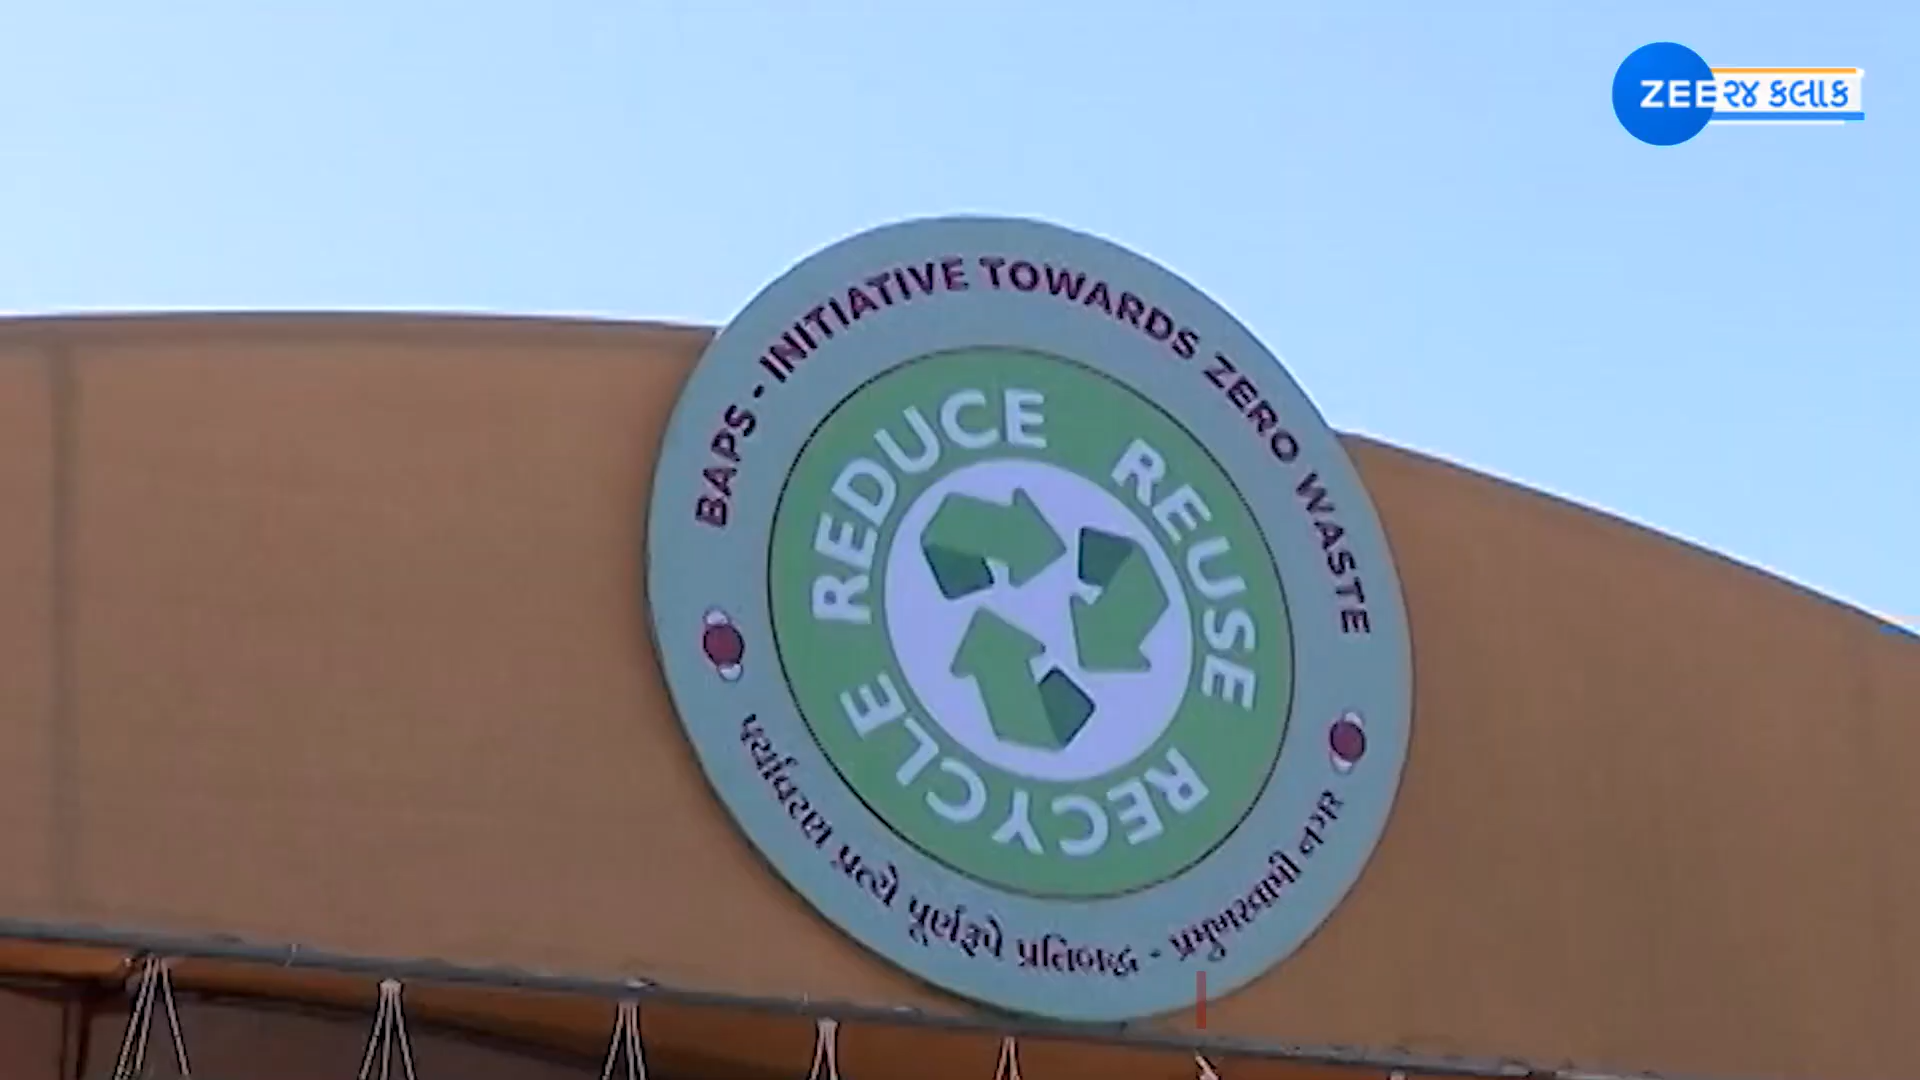 ZEE ૨૪ કલાક
BAPS - INITIATIVE TOWARDS ZERO WASTE
REDUCE REUSE RECYCLE
પર્યાવરણ પ્રત્યે પૂર્ણરૂપે પ્રતિબદ્ધ - પ્રમુખસ્વામી નગર